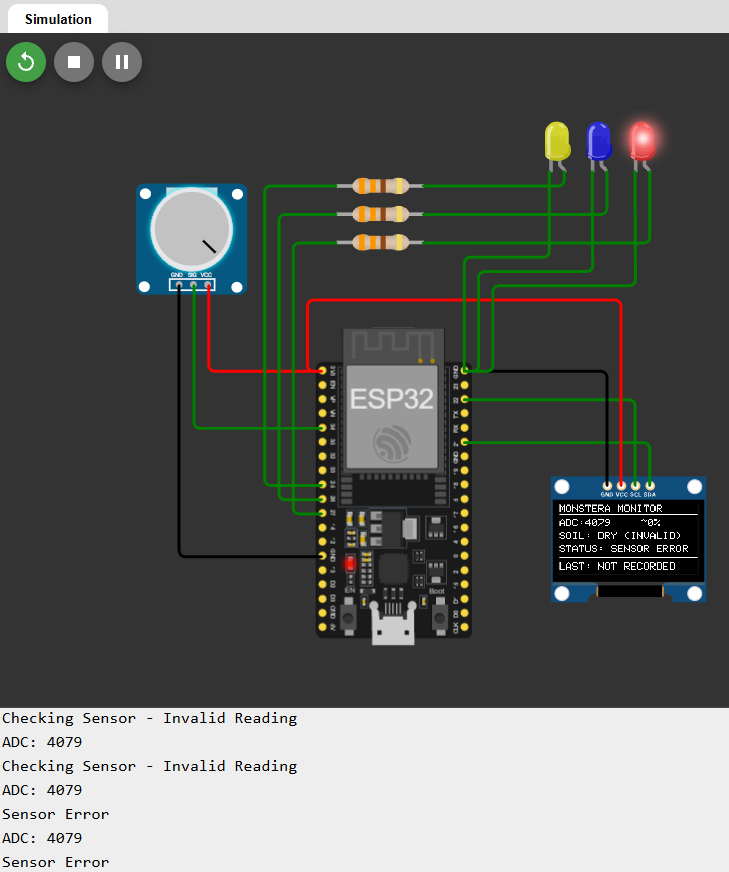 Simulation
GND SIG VCC
ESP32
GND VCC SCL SDA
MONSTERA MONITOR
ADC:4079 ~0%
SOIL: DRY (INVALID)
STATUS: SENSOR ERROR
LAST: NOT RECORDED
EN
Boot
Checking Sensor - Invalid Reading
ADC: 4079
Checking Sensor - Invalid Reading
ADC: 4079
Sensor Error
ADC: 4079
Sensor Error